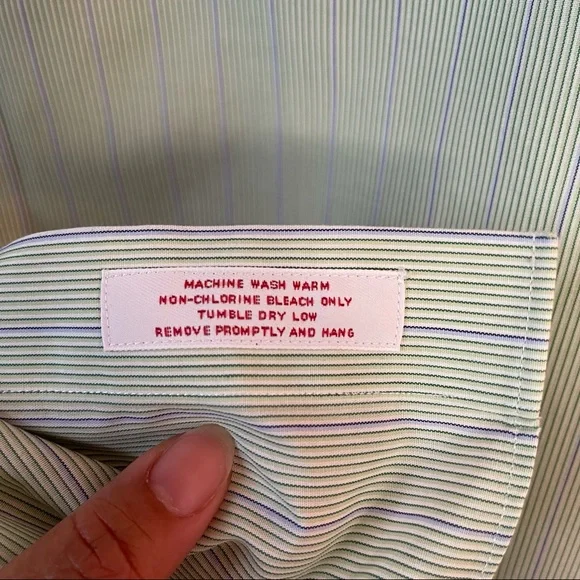 MACHINE WASH WARM
NON-CHLORINE BLEACH ONLY
TUMBLE DRY LOW
REMOVE PROMPTLY AND HANG